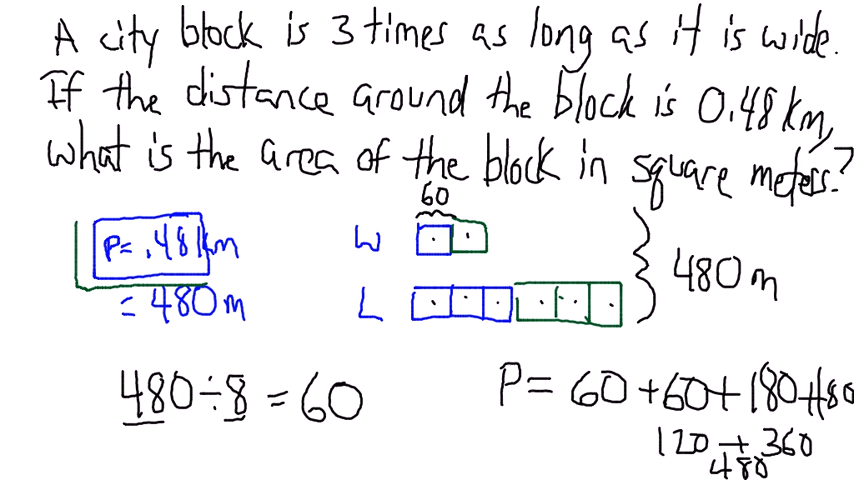 A city block is 3 times as long as it is wide.
If the distance around the block is 0.48 km,
what is the area of the block in square meters?
60
P= .48km
W
= 480 m
L
480 m
480 ÷ 8 = 60
P = 60 + 60 + 180 + 180
120 + 360
480